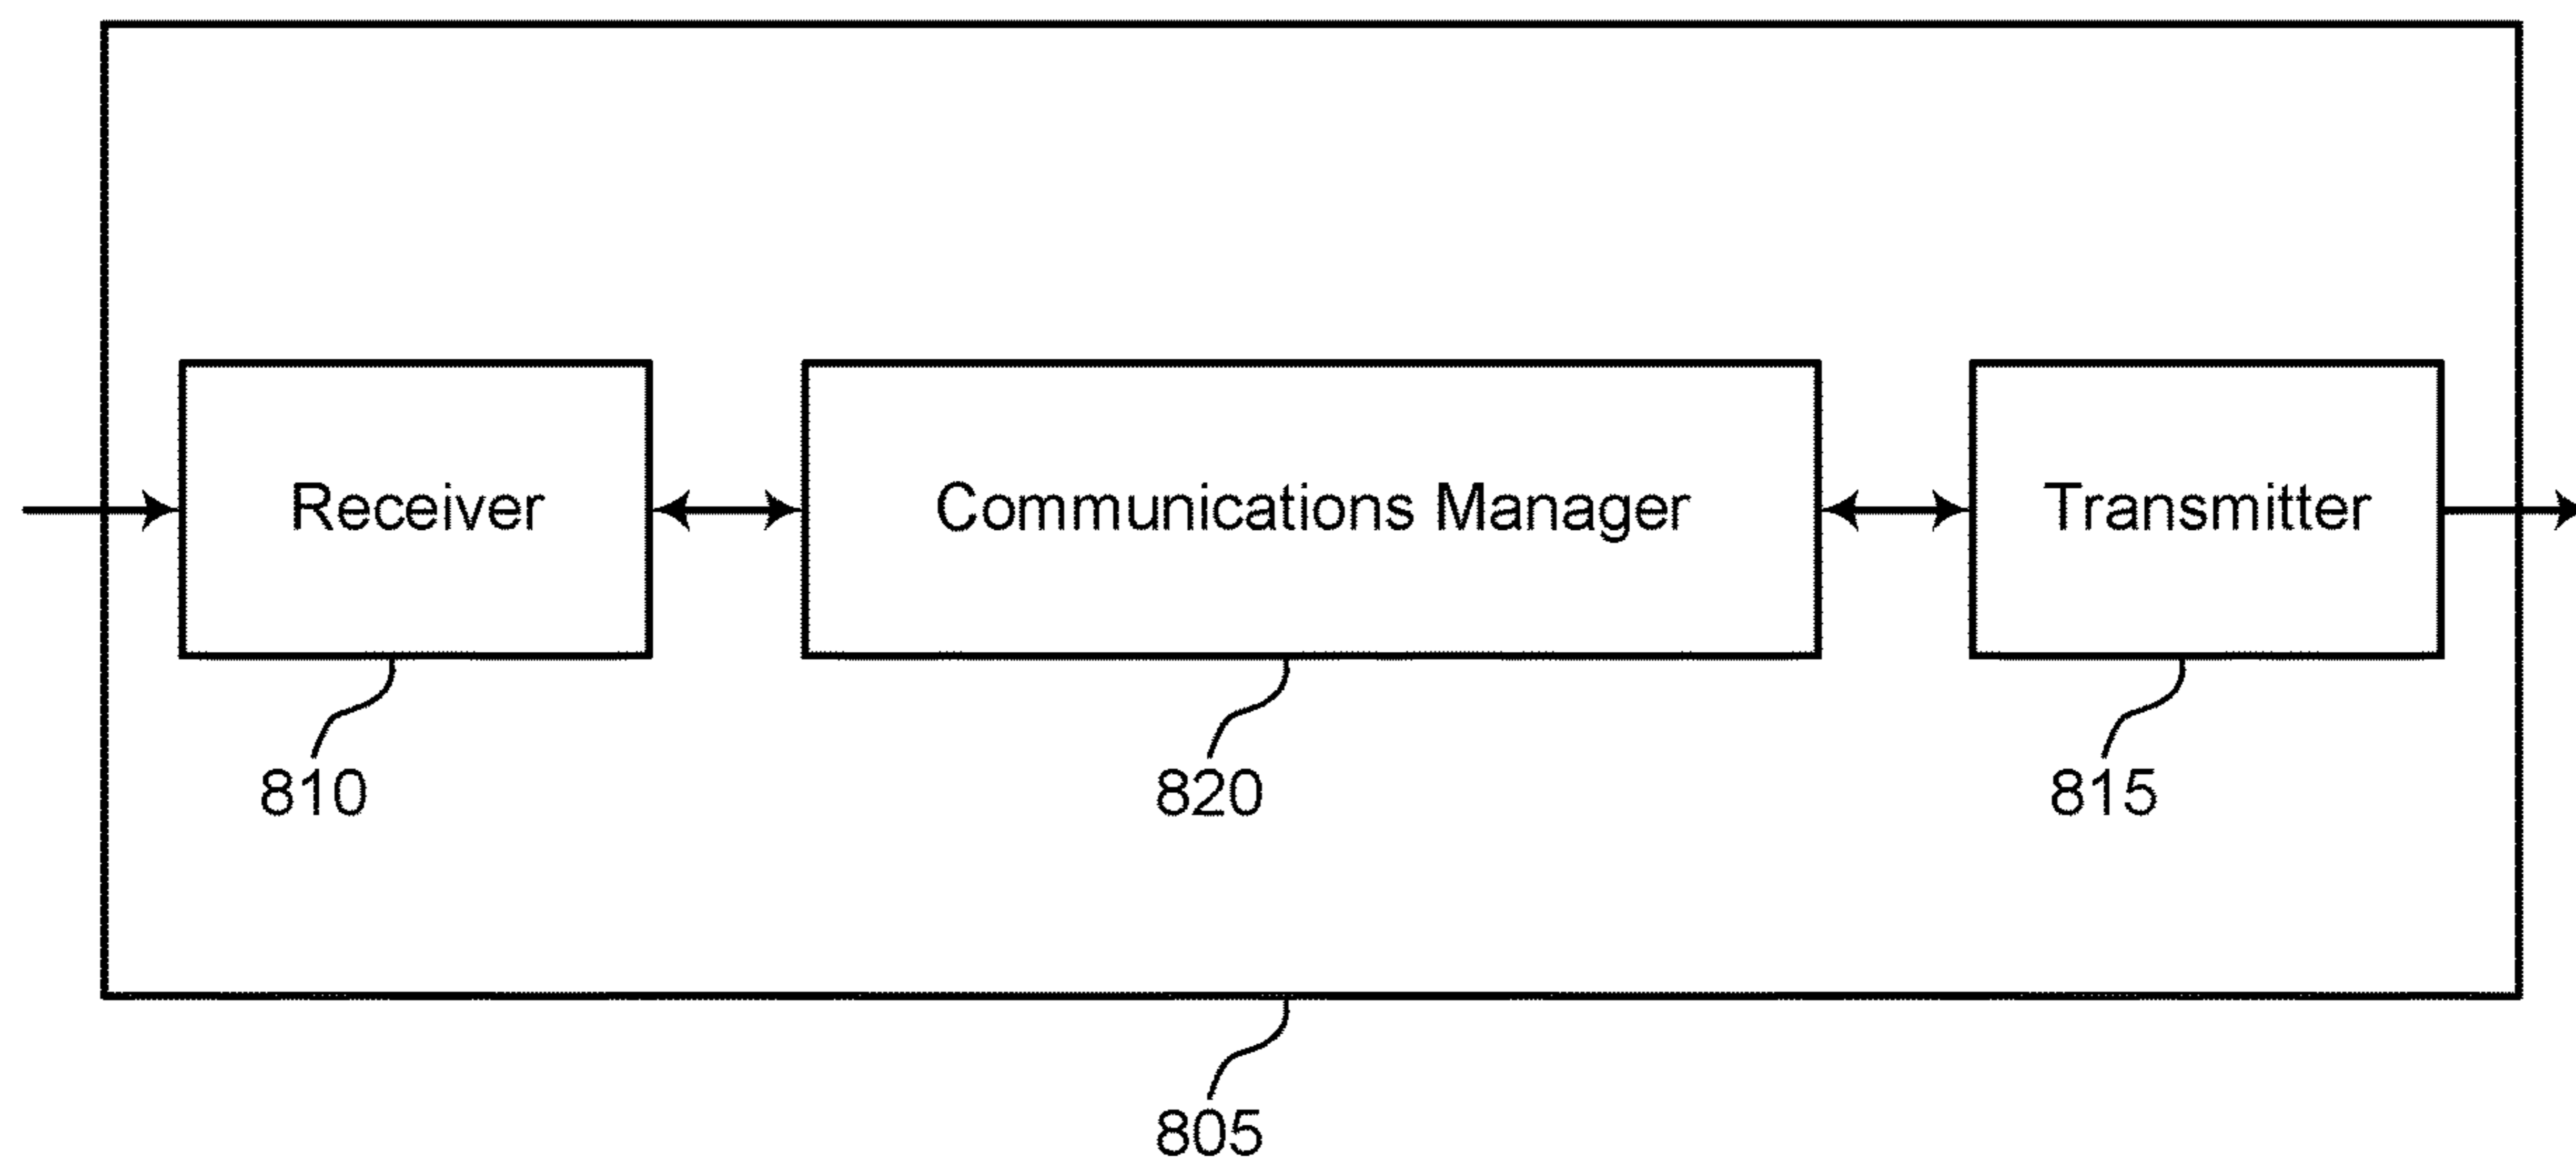 Receiver
Communications Manager
Transmitter
810
820
815
805